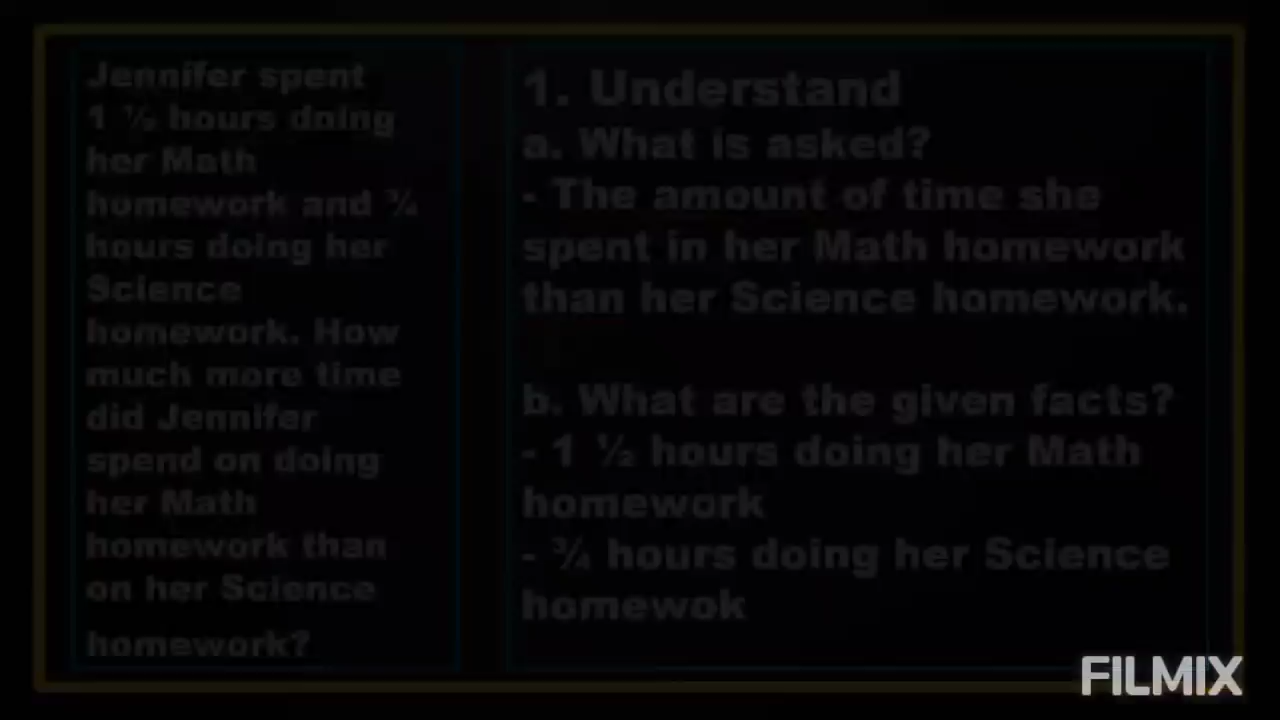 Jennifer spent
1 ½ hours doing
her Math
homework and ¾
hours doing her
Science
homework. How
much more time
did Jennifer
spend on doing
her Math
homework than
on her Science
homework?
1. Understand
a. What is asked?
- The amount of time she
spent in her Math homework
than her Science homework.
b. What are the given facts?
- 1 ½ hours doing her Math
homework
- ¾ hours doing her Science
homewok
FILMIX